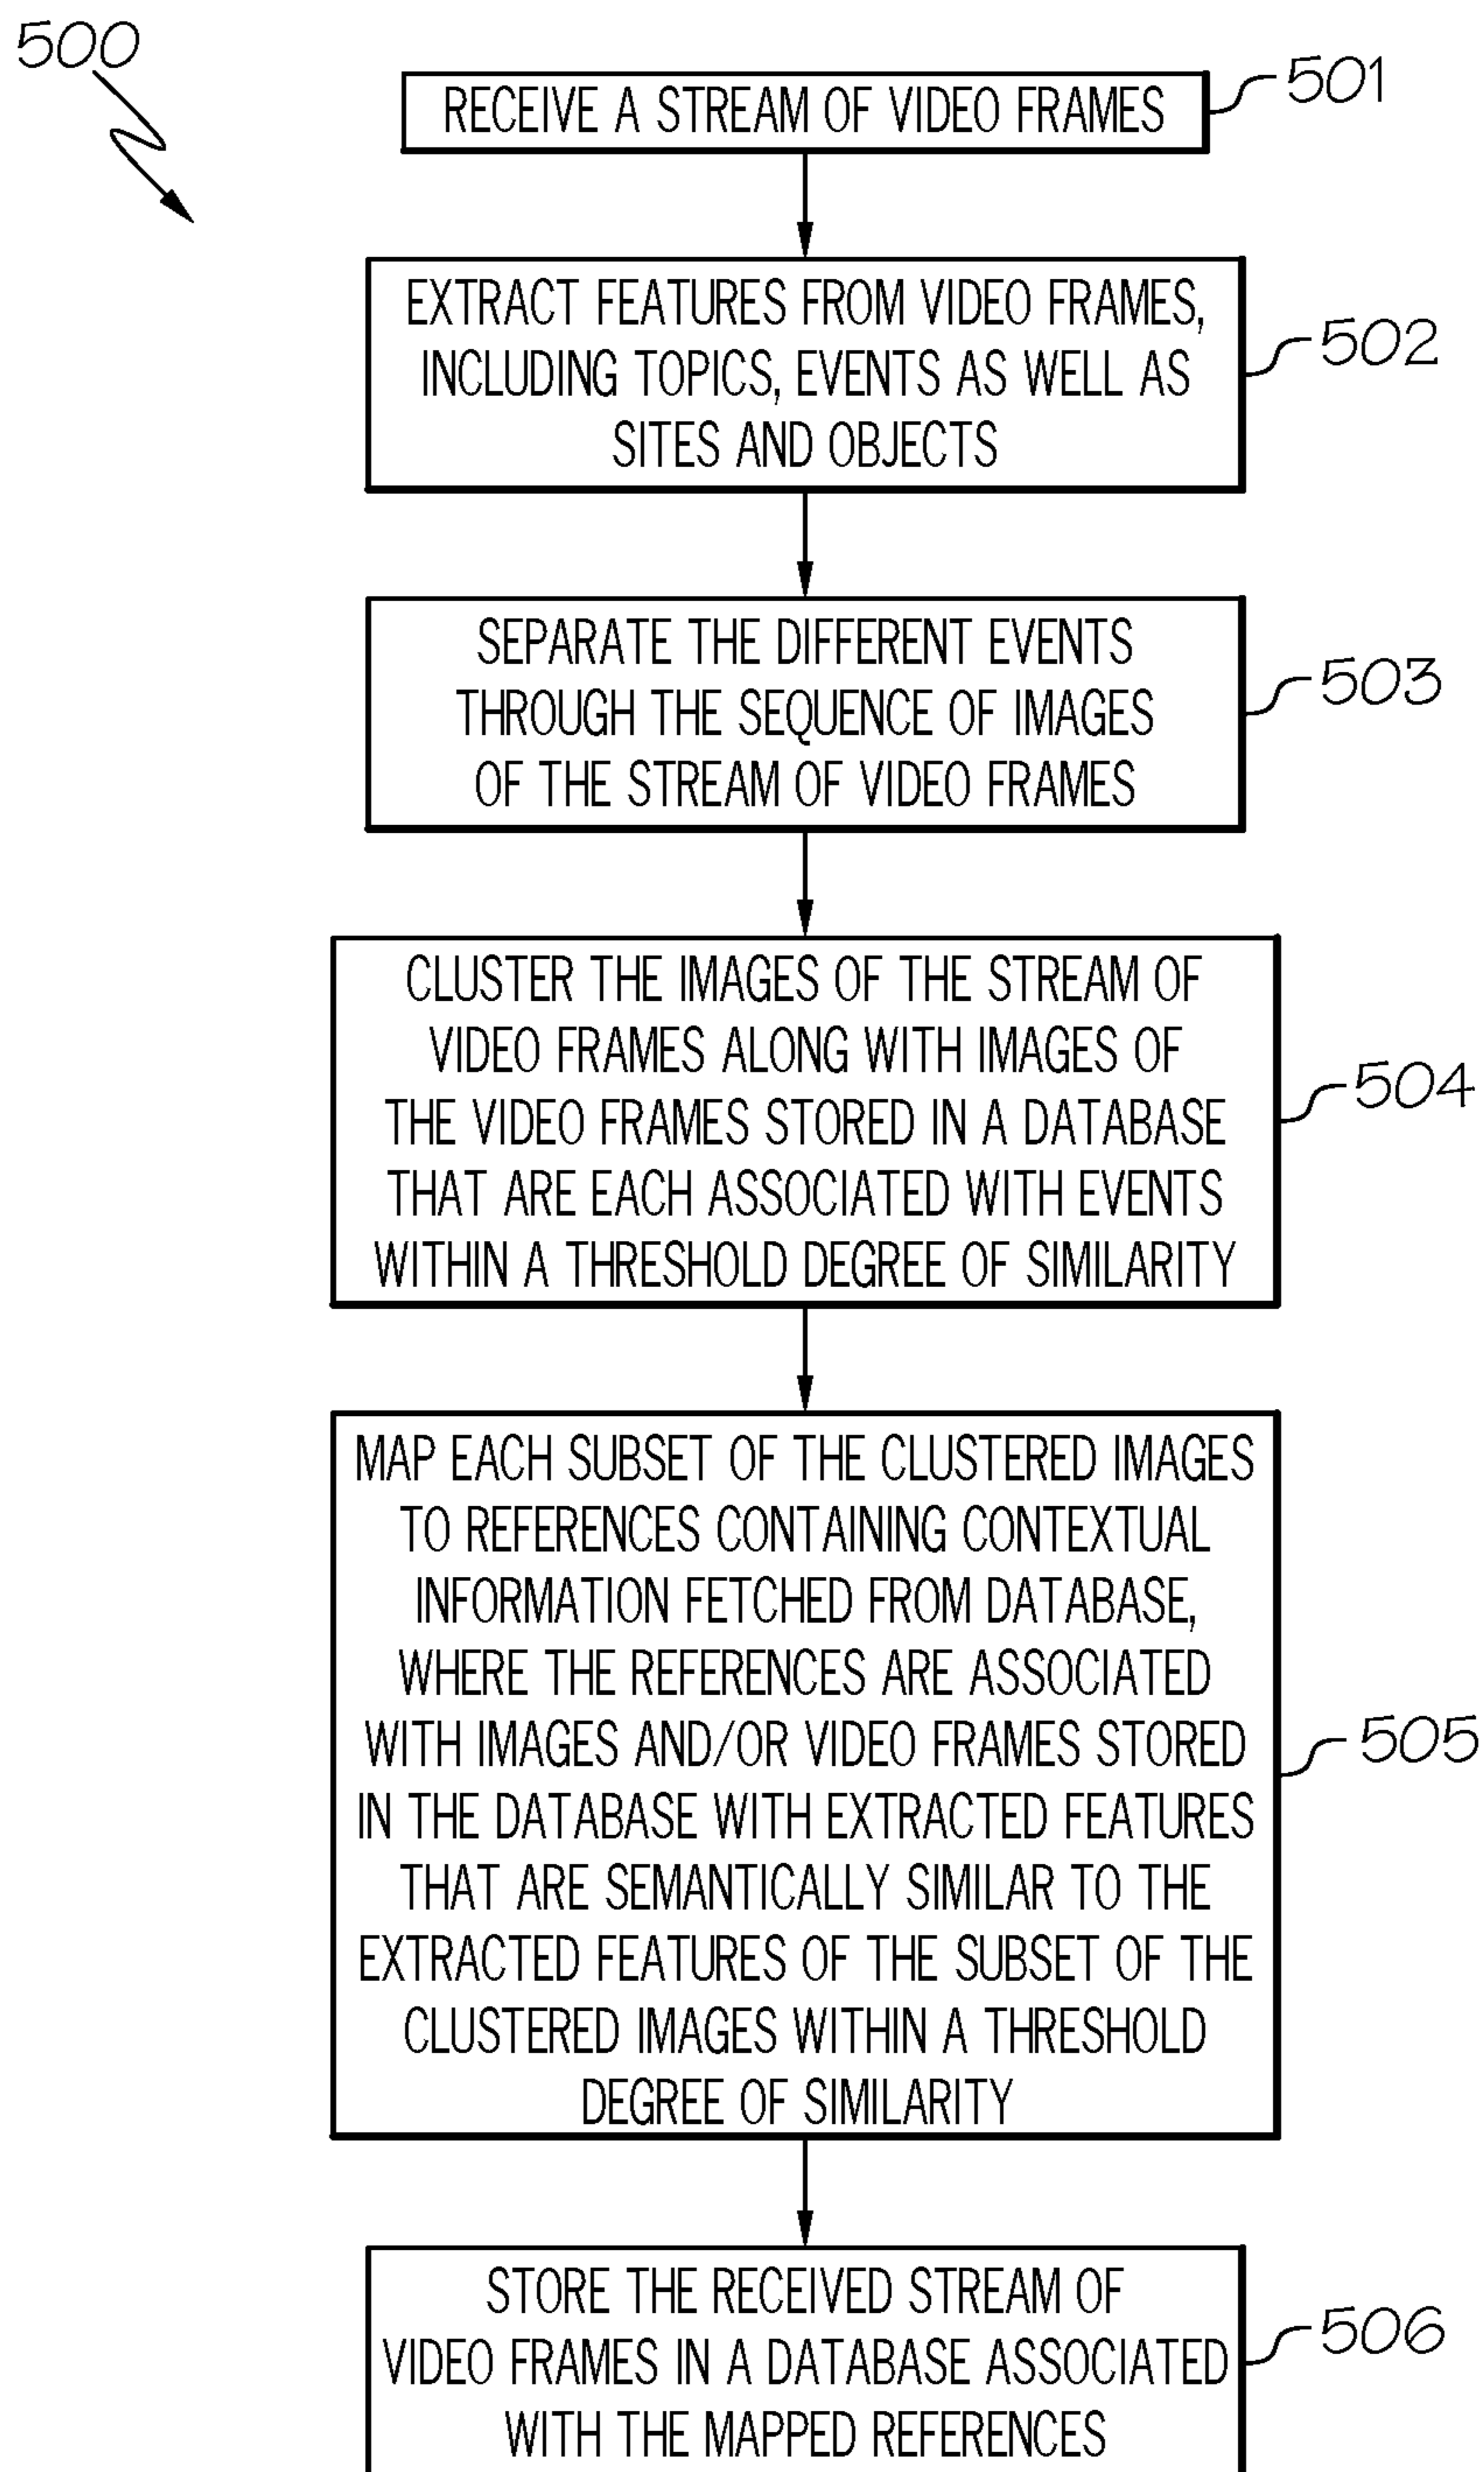 500
RECEIVE A STREAM OF VIDEO FRAMES
501
EXTRACT FEATURES FROM VIDEO FRAMES,
INCLUDING TOPICS, EVENTS AS WELL AS
SITES AND OBJECTS
502
SEPARATE THE DIFFERENT EVENTS
THROUGH THE SEQUENCE OF IMAGES
OF THE STREAM OF VIDEO FRAMES
503
CLUSTER THE IMAGES OF THE STREAM OF
VIDEO FRAMES ALONG WITH IMAGES OF
THE VIDEO FRAMES STORED IN A DATABASE
THAT ARE EACH ASSOCIATED WITH EVENTS
WITHIN A THRESHOLD DEGREE OF SIMILARITY
504
MAP EACH SUBSET OF THE CLUSTERED IMAGES
TO REFERENCES CONTAINING CONTEXTUAL
INFORMATION FETCHED FROM DATABASE,
WHERE THE REFERENCES ARE ASSOCIATED
WITH IMAGES AND/OR VIDEO FRAMES STORED
IN THE DATABASE WITH EXTRACTED FEATURES
THAT ARE SEMANTICALLY SIMILAR TO THE
EXTRACTED FEATURES OF THE SUBSET OF THE
CLUSTERED IMAGES WITHIN A THRESHOLD
DEGREE OF SIMILARITY
505
STORE THE RECEIVED STREAM OF
VIDEO FRAMES IN A DATABASE ASSOCIATED
WITH THE MAPPED REFERENCES
506